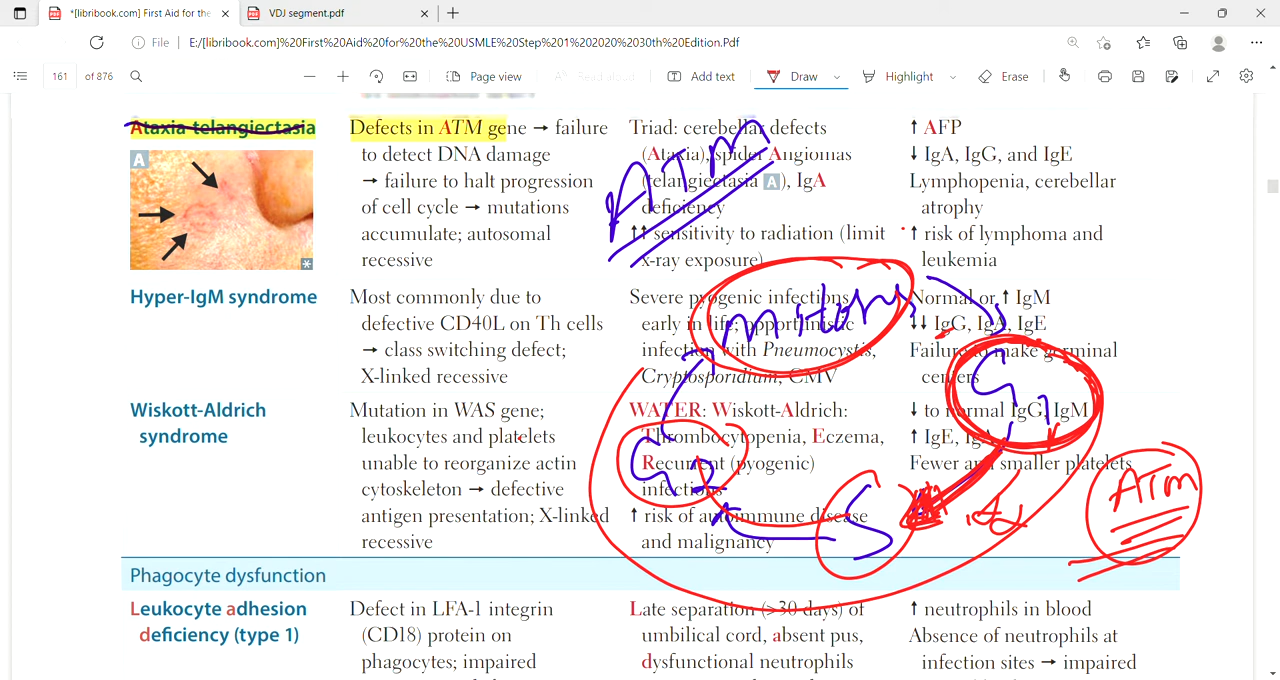 *[libribook.com] First Aid for the
VDJ segment.pdf
File
E:/[libribook.com]%20First%20Aid%20for%20the%20USMLE%20Step%201%202020%2030th%20Edition.Pdf
161 of 876
Page view
Read aloud
Add text
Draw
Highlight
Erase
Ataxia-telangiectasia
A
Defects in ATM gene → failure
to detect DNA damage
→ failure to halt progression
of cell cycle → mutations
accumulate; autosomal
recessive
Triad: cerebellar defects
(Ataxia), spider Angiomas
(telangiectasia A), IgA
deficiency
↑↑ sensitivity to radiation (limit
x-ray exposure)
↑ AFP
↓ IgA, IgG, and IgE
Lymphopenia, cerebellar
atrophy
↑ risk of lymphoma and
leukemia
ATM
Hyper-IgM syndrome
Most commonly due to
defective CD40L on Th cells
→ class switching defect;
X-linked recessive
Severe pyogenic infections
early in life; opportunistic
infection with Pneumocystis,
Cryptosporidium, CMV
Normal or ↑ IgM
↓↓ IgG, IgA, IgE
Failure to make germinal
centers
G1
Wiskott-Aldrich
syndrome
Mutation in WAS gene;
leukocytes and platelets
unable to reorganize actin
cytoskeleton → defective
antigen presentation; X-linked
recessive
WATER: Wiskott-Aldrich:
Thrombocytopenia, Eczema,
Recurrent (pyogenic)
infections
↑ risk of autoimmune disease
and malignancy
↓ to normal IgG, IgM
↑ IgE, IgA
Fewer and smaller platelets
G2
S
ATM
Phagocyte dysfunction
Leukocyte adhesion
deficiency (type 1)
Defect in LFA-1 integrin
(CD18) protein on
phagocytes; impaired
Late separation (>30 days) of
umbilical cord, absent pus,
dysfunctional neutrophils
↑ neutrophils in blood
Absence of neutrophils at
infection sites → impaired